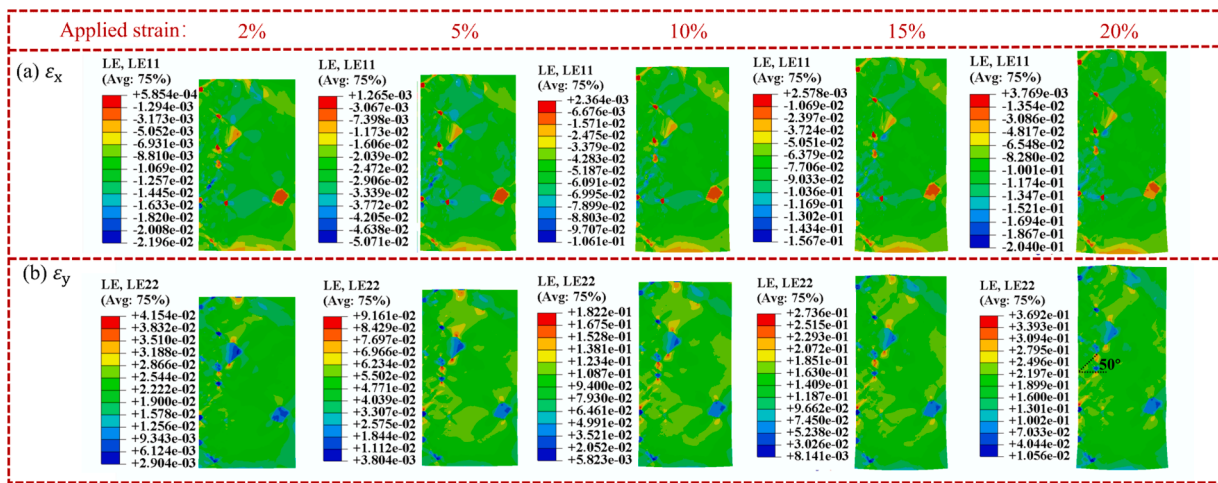 Applied strain: 2% 5% 10% 15% 20%
(a) εx
LE, LE11
(Avg: 75%)
+5.854e-04
-1.294e-03
-3.173e-03
-5.052e-03
-6.931e-03
-8.810e-03
-1.069e-02
-1.257e-02
-1.445e-02
-1.633e-02
-1.820e-02
-2.008e-02
-2.196e-02
LE, LE11
(Avg: 75%)
+1.265e-03
-3.067e-03
-7.398e-03
-1.173e-02
-1.606e-02
-2.039e-02
-2.472e-02
-2.906e-02
-3.339e-02
-3.772e-02
-4.205e-02
-4.638e-02
-5.071e-02
LE, LE11
(Avg: 75%)
+2.364e-03
-6.676e-03
-1.571e-02
-2.475e-02
-3.379e-02
-4.283e-02
-5.187e-02
-6.091e-02
-6.995e-02
-7.899e-02
-8.803e-02
-9.707e-02
-1.061e-01
LE, LE11
(Avg: 75%)
+2.578e-03
-1.069e-02
-2.397e-02
-3.724e-02
-5.051e-02
-6.379e-02
-7.706e-02
-9.033e-02
-1.036e-01
-1.169e-01
-1.302e-01
-1.434e-01
-1.567e-01
LE, LE11
(Avg: 75%)
+3.769e-03
-1.354e-02
-3.086e-02
-4.817e-02
-6.548e-02
-8.280e-02
-1.001e-01
-1.174e-01
-1.347e-01
-1.521e-01
-1.694e-01
-1.867e-01
-2.040e-01
(b) εy
LE, LE22
(Avg: 75%)
+4.154e-02
+3.832e-02
+3.510e-02
+3.188e-02
+2.866e-02
+2.544e-02
+2.222e-02
+1.900e-02
+1.578e-02
+1.256e-02
+9.343e-03
+6.124e-03
+2.904e-03
LE, LE22
(Avg: 75%)
+9.161e-02
+8.429e-02
+7.697e-02
+6.966e-02
+6.234e-02
+5.502e-02
+4.771e-02
+4.039e-02
+3.307e-02
+2.575e-02
+1.844e-02
+1.112e-02
+3.804e-03
LE, LE22
(Avg: 75%)
+1.822e-01
+1.675e-01
+1.528e-01
+1.381e-01
+1.234e-01
+1.087e-01
+9.400e-02
+7.930e-02
+6.461e-02
+4.991e-02
+3.521e-02
+2.052e-02
+5.823e-03
LE, LE22
(Avg: 75%)
+2.736e-01
+2.515e-01
+2.293e-01
+2.072e-01
+1.851e-01
+1.630e-01
+1.409e-01
+1.187e-01
+9.662e-02
+7.450e-02
+5.238e-02
+3.026e-02
+8.141e-03
LE, LE22
(Avg: 75%)
+3.692e-01
+3.393e-01
+3.094e-01
+2.795e-01
+2.496e-01
+2.197e-01
+1.899e-01
+1.600e-01
+1.301e-01
+1.002e-01
+7.033e-02
+4.044e-02
+1.056e-02
50°